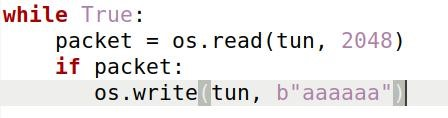 while True:
    packet = os.read(tun, 2048)
    if packet:
       os.write(tun, b"aaaaaa")